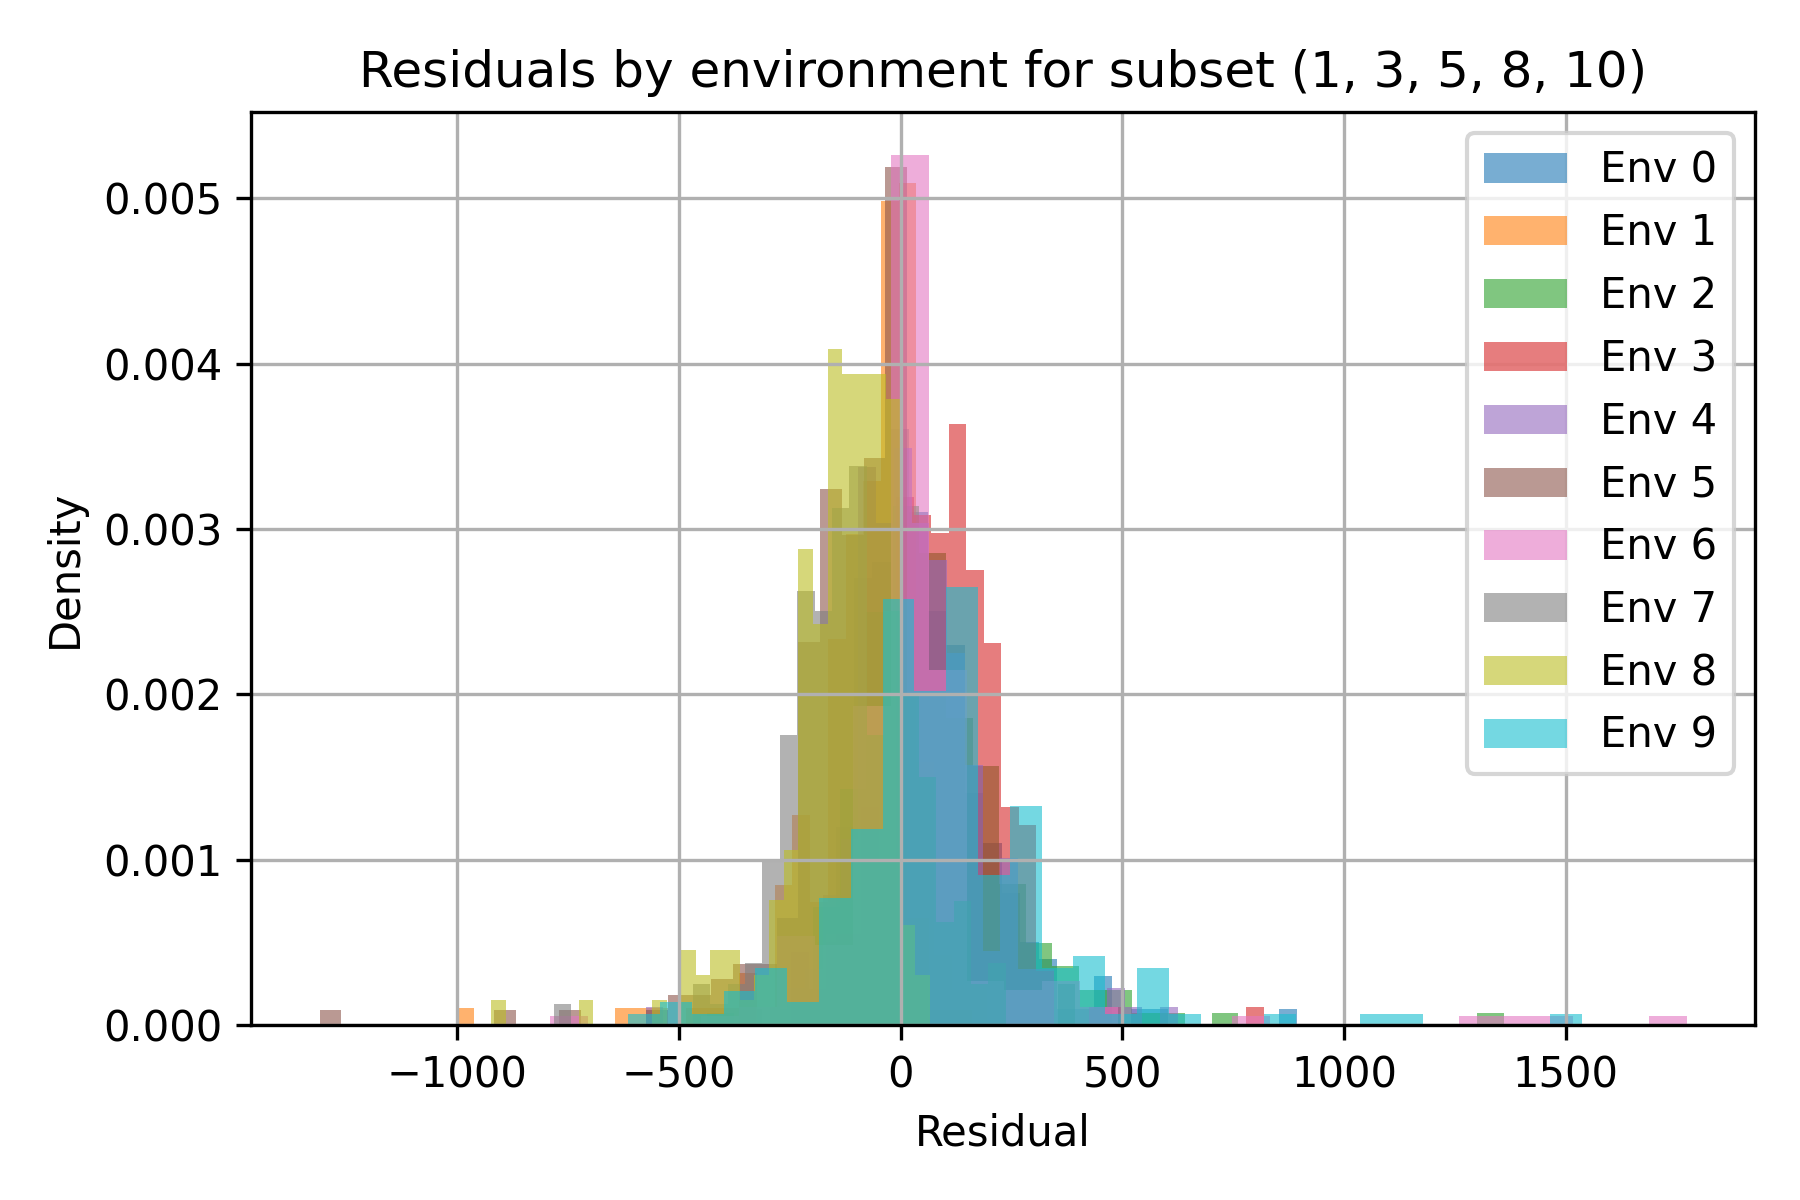 Residuals by environment for subset (1, 3, 5, 8, 10)
Density
0.005
0.004
0.003
0.002
0.001
0.000
−1000
−500
0
500
1000
1500
Residual
Env 0
Env 1
Env 2
Env 3
Env 4
Env 5
Env 6
Env 7
Env 8
Env 9